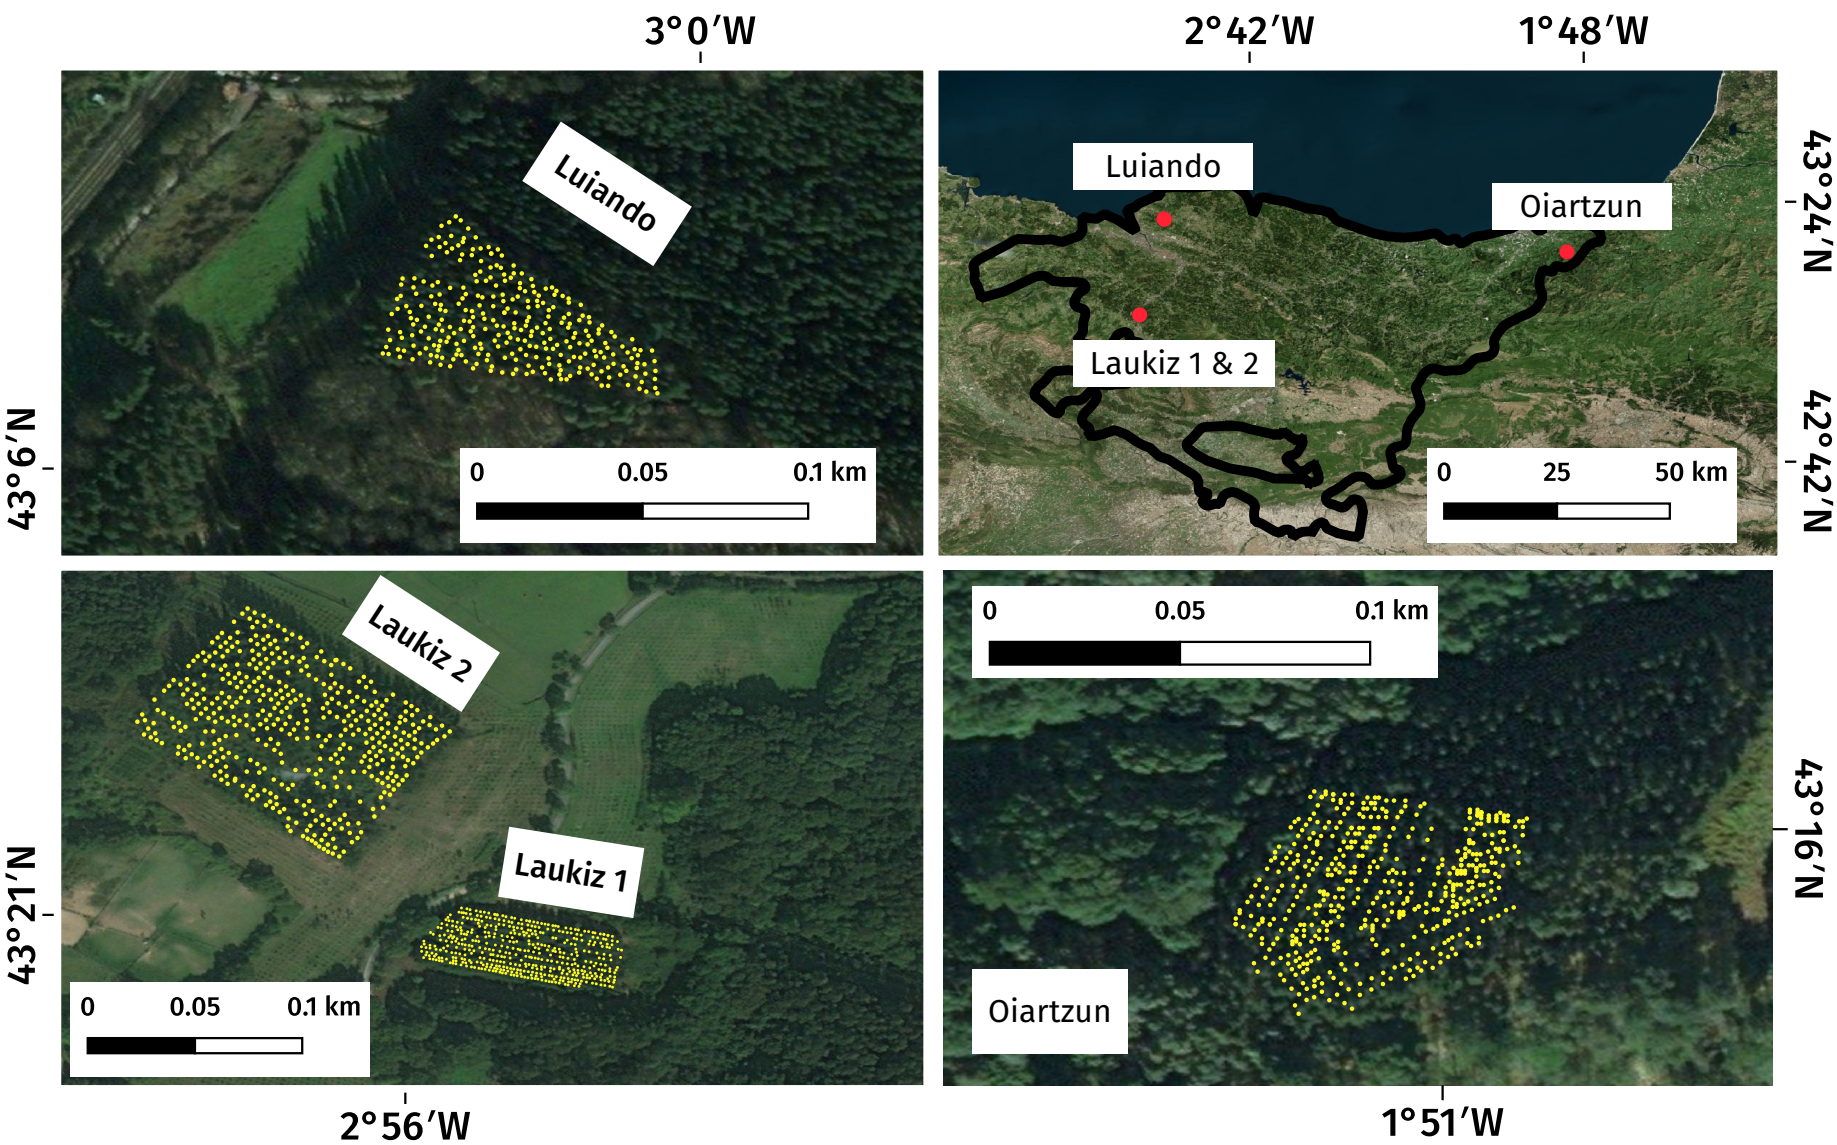 3°0′W
2°42′W
1°48′W
Luiando
Luiando
Oiartzun
43°24′N
Laukiz 1 & 2
42°42′N
43°6′N
0 0.05 0.1 km
0 25 50 km
Laukiz 2
0 0.05 0.1 km
Laukiz 1
43°16′N
43°21′N
0 0.05 0.1 km
Oiartzun
2°56′W
1°51′W